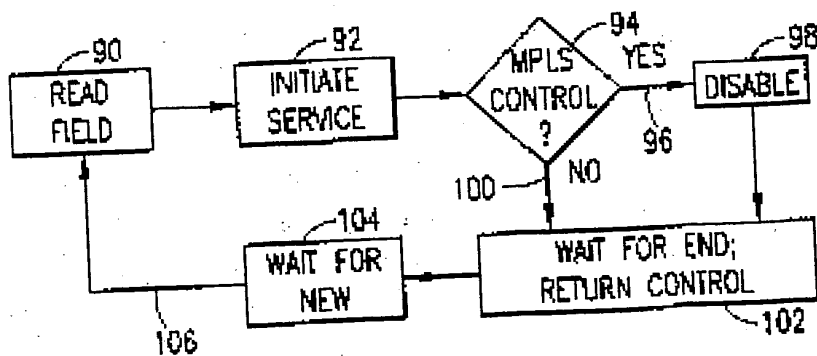 90
READ
FIELD
92
INITIATE
SERVICE
94
MPLS
CONTROL
?
YES
96
98
DISABLE
100
NO
WAIT FOR END;
RETURN CONTROL
102
104
WAIT FOR
NEW
106